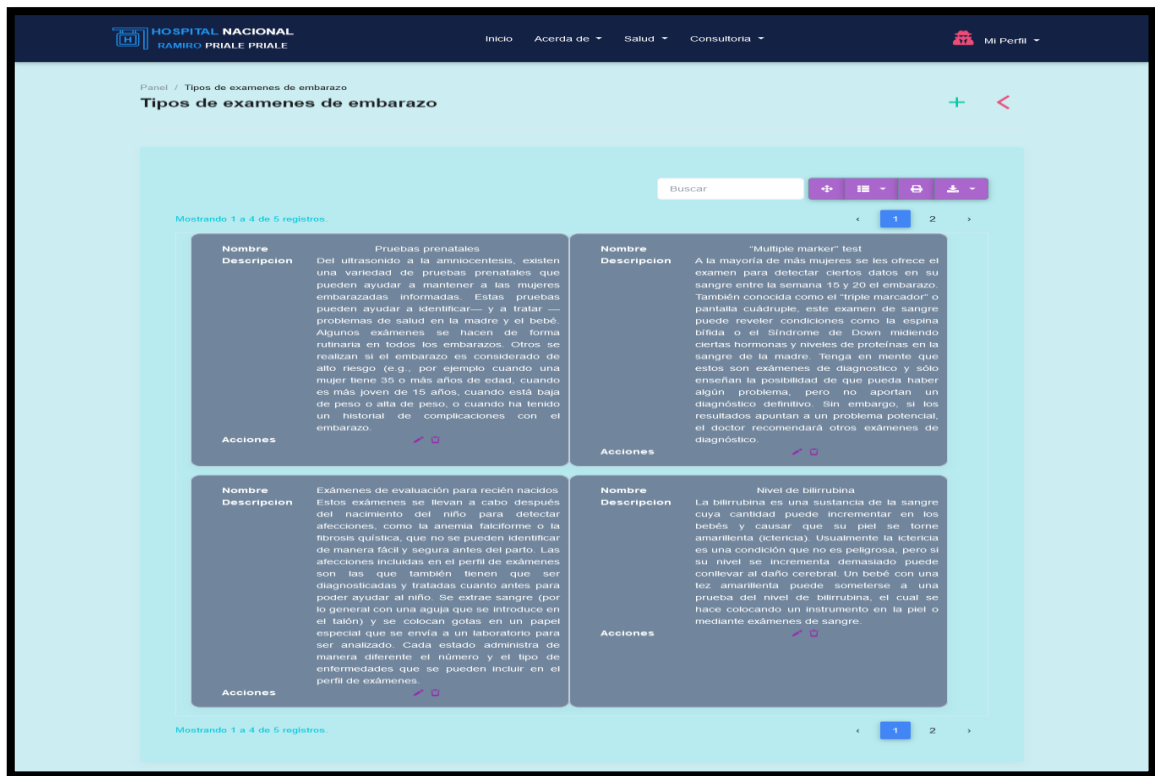 HOSPITAL NACIONAL
RAMIRO PRIALE PRIALE
Inicio Acerda de Salud Consultoria
Mi Perfil
Panel / Tipos de examenes de embarazo
Tipos de examenes de embarazo
Buscar
Mostrando 1 a 4 de 5 registros.
‹ 1 2 ›
Nombre Pruebas prenatales
Descripcion Del ultrasonido a la amniocentesis, existen
una variedad de pruebas prenatales que
pueden ayudar a mantener a las mujeres
embarazadas informadas. Estas pruebas
pueden ayudar a identificar— y a tratar —
problemas de salud en la madre y el bebé.
Algunos exámenes se hacen de forma
rutinaria en todos los embarazos. Otros se
realizan si el embarazo es considerado de
alto riesgo (e.g., por ejemplo cuando una
mujer tiene 35 o más años de edad, cuando
es más joven de 15 años, cuando está baja
de peso o alta de peso, o cuando ha tenido
un historial de complicaciones con el
embarazo.
Acciones
Nombre "Multiple marker" test
Descripcion A la mayoría de más mujeres se les ofrece el
examen para detectar ciertos datos en su
sangre entre la semana 15 y 20 el embarazo.
También conocida como el "triple marcador" o
pantalla cuádruple, este examen de sangre
puede reveler condiciones como la espina
bífida o el Síndrome de Down midiendo
ciertas hormonas y niveles de proteínas en la
sangre de la madre. Tenga en mente que
estos son exámenes de diagnostico y sólo
enseñan la posibilidad de que pueda haber
algún problema, pero no aportan un
diagnóstico definitivo. Sin embargo, si los
resultados apuntan a un problema potencial,
el doctor recomendará otros exámenes de
diagnóstico.
Acciones
Nombre Exámenes de evaluación para recién nacidos
Descripcion Estos exámenes se llevan a cabo después
del nacimiento del niño para detectar
afecciones, como la anemia falciforme o la
fibrosis quística, que no se pueden identificar
de manera fácil y segura antes del parto. Las
afecciones incluidas en el perfil de exámenes
son las que también tienen que ser
diagnosticadas y tratadas cuanto antes para
poder ayudar al niño. Se extrae sangre (por
lo general con una aguja que se introduce en
el talón) y se colocan gotas en un papel
especial que se envía a un laboratorio para
ser analizado. Cada estado administra de
manera diferente el número y el tipo de
enfermedades que se pueden incluir en el
perfil de exámenes.
Acciones
Nombre Nivel de bilirrubina
Descripcion La bilirrubina es una sustancia de la sangre
cuya cantidad puede incrementar en los
bebés y causar que su piel se torne
amarillenta (ictericia). Usualmente la ictericia
es una condición que no es peligrosa, pero si
su nivel se incrementa demasiado puede
conllevar al daño cerebral. Un bebé con una
tez amarillenta puede someterse a una
prueba del nivel de bilirrubina, el cual se
hace colocando un instrumento en la piel o
mediante exámenes de sangre.
Acciones
Mostrando 1 a 4 de 5 registros.
‹ 1 2 ›